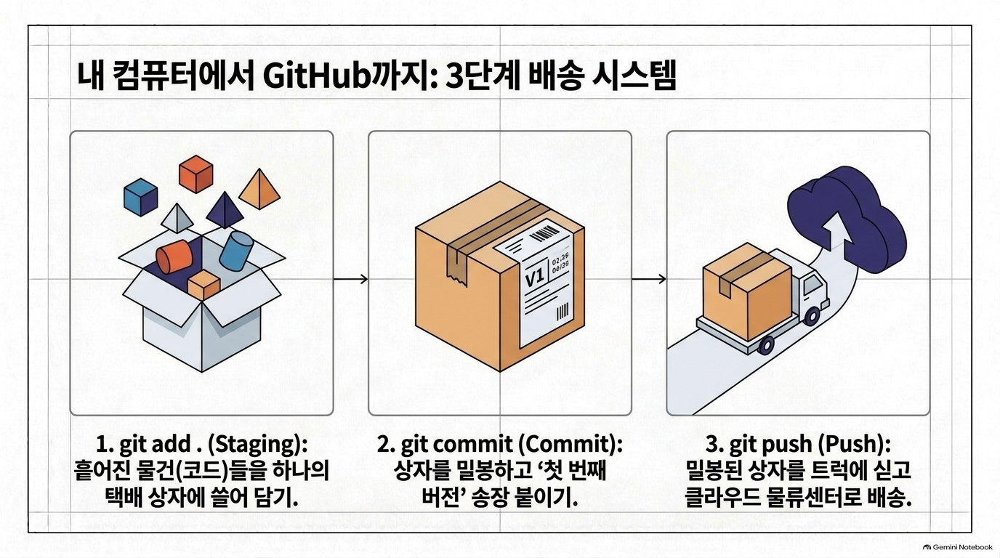 내 컴퓨터에서 GitHub까지: 3단계 배송 시스템
V1
02.26
1. git add . (Staging):
흩어진 물건(코드)들을 하나의
택배 상자에 쓸어 담기.
2. git commit (Commit):
상자를 밀봉하고 ‘첫 번째
버전’ 송장 붙이기.
3. git push (Push):
밀봉된 상자를 트럭에 싣고
클라우드 물류센터로 배송.
Gemini Notebook